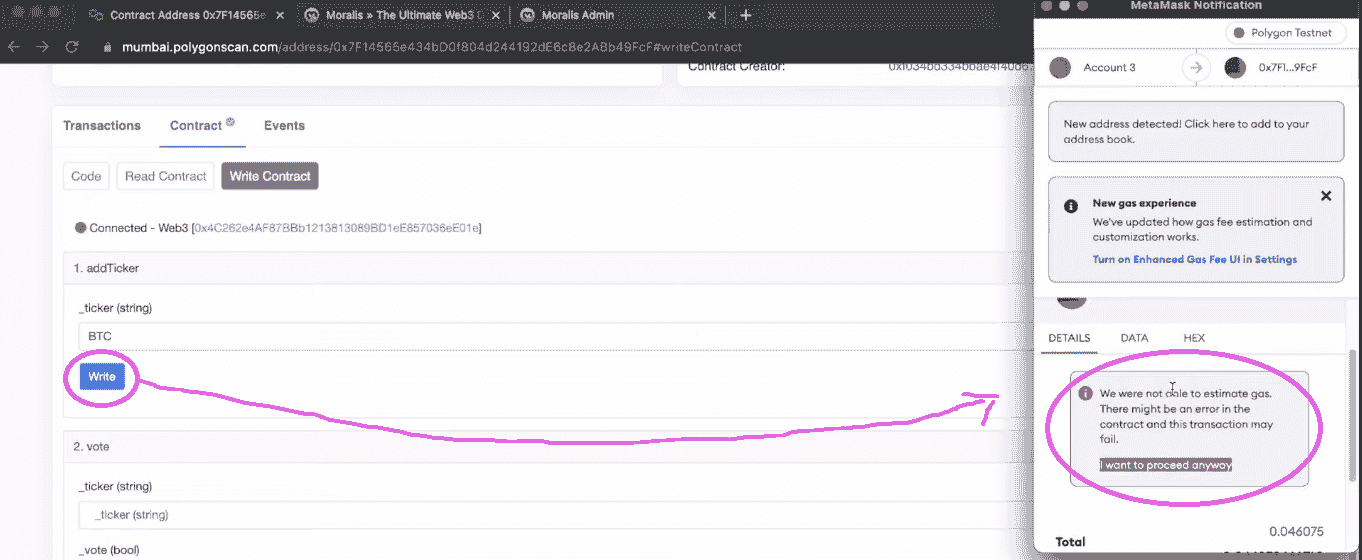 Contract Address 0x7F14565e
Moralis » The Ultimate Web3
Moralis Admin
mumbai.polygonscan.com/address/0x7F14565e434bD0f804d244192dE6c8e2A8b49FcF#writeContract
Contract Creator:
Transactions
Contract
Events
Code
Read Contract
Write Contract
Connected - Web3 [0x4C262e4AF87BBb1213813089BD1eE857036eE01e]
1. addTicker
_ticker (string)
BTC
Write
2. vote
_ticker (string)
_ticker (string)
_vote (bool)
MetaMask Notification
Polygon Testnet
Account 3
0x7F1...9FcF
New address detected! Click here to add to your
address book.
New gas experience
We've updated how gas fee estimation and
customization works.
Turn on Enhanced Gas Fee UI in Settings
DETAILS
DATA
HEX
We were not able to estimate gas.
There might be an error in the
contract and this transaction may
fail.
I want to proceed anyway
0.046075
Total